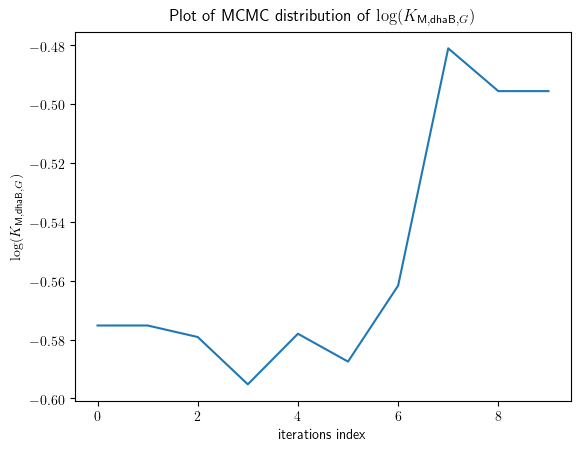 Plot of MCMC distribution of log(K_{M,dhaB,G})
−0.48
−0.50
−0.52
−0.54
−0.56
−0.58
−0.60
log(K_{M,dhaB,G})
0 2 4 6 8
iterations index